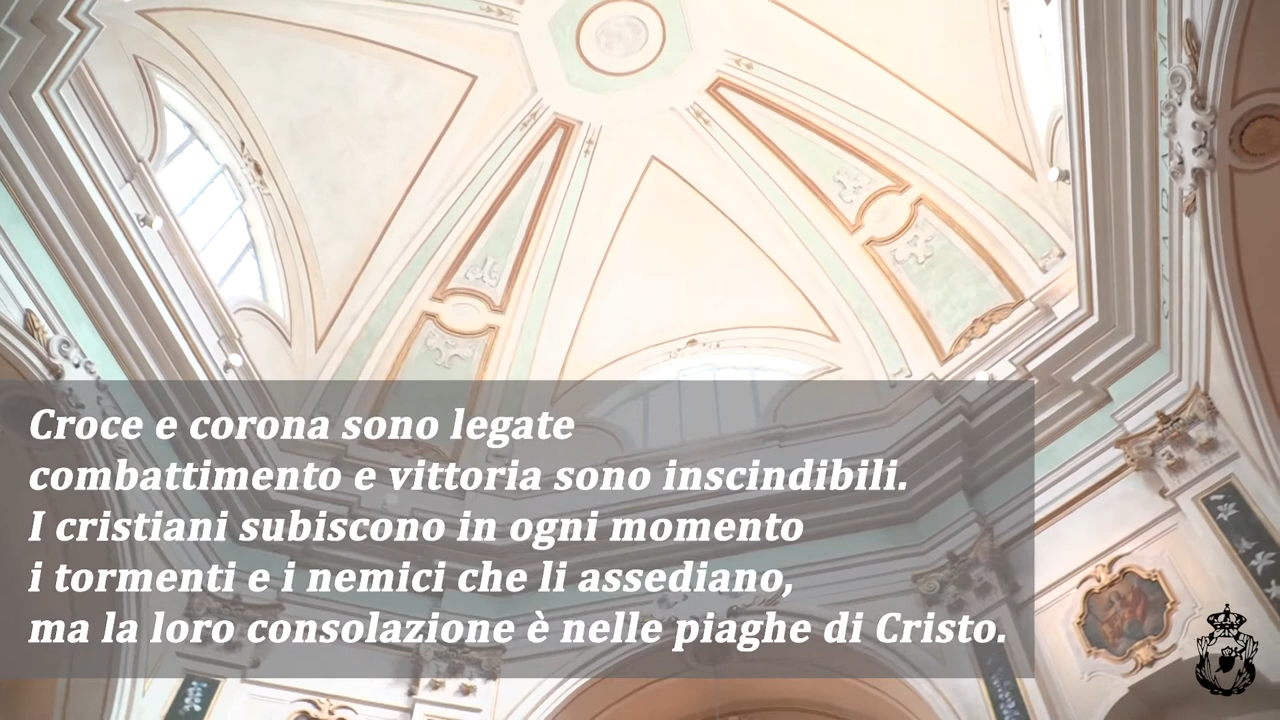 Croce e corona sono legate
combattimento e vittoria sono inscindibili.
I cristiani subiscono in ogni momento
i tormenti e i nemici che li assediano,
ma la loro consolazione è nelle piaghe di Cristo.